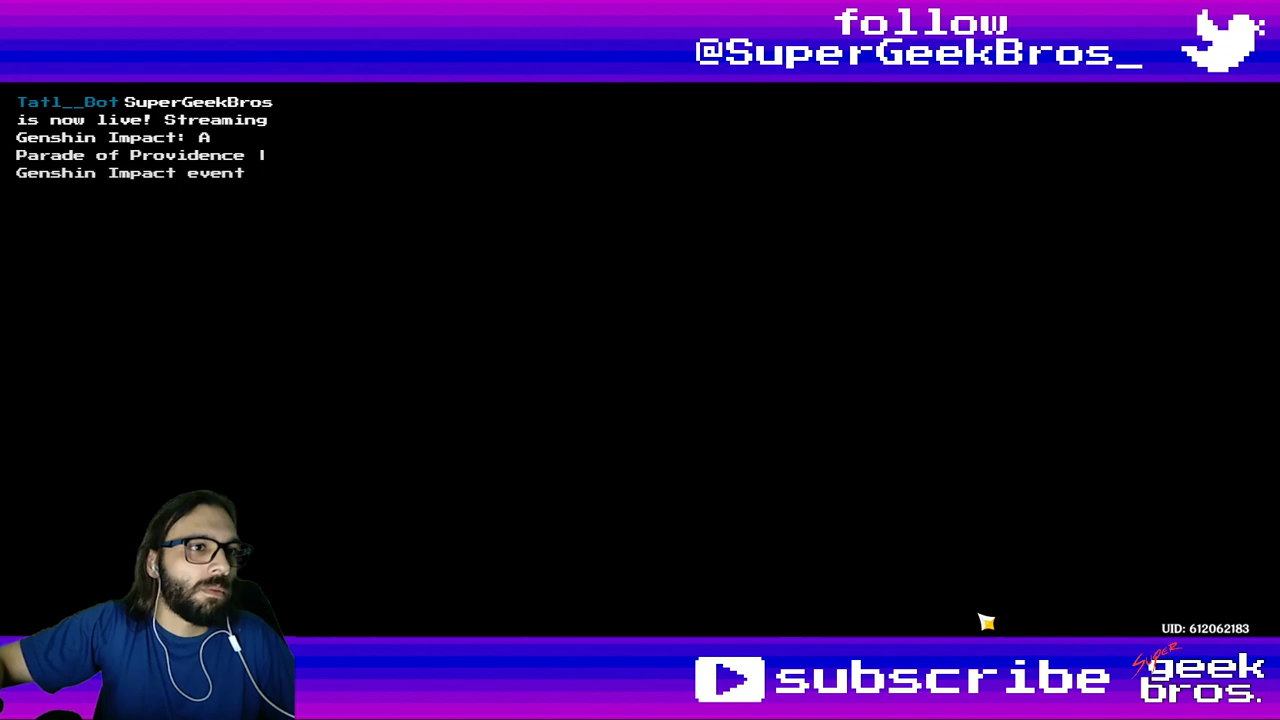 follow
@SuperGeekBros_
Tatl__Bot SuperGeekBros
is now live! Streaming
Genshin Impact: A
Parade of Providence |
Genshin Impact event
UID: 612062183
subscribe
SUPER
geek
bros.